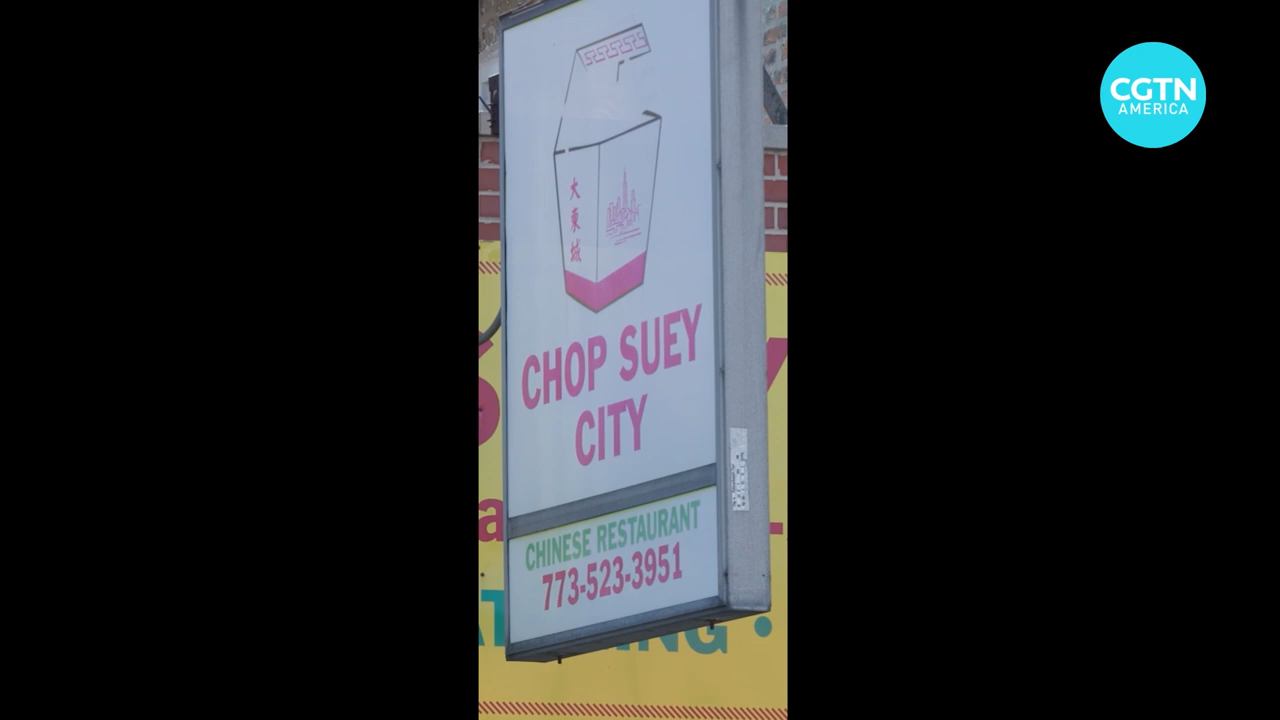 CGTN
AMERICA
大東城
CHOP SUEY
CITY
CHINESE RESTAURANT
773-523-3951